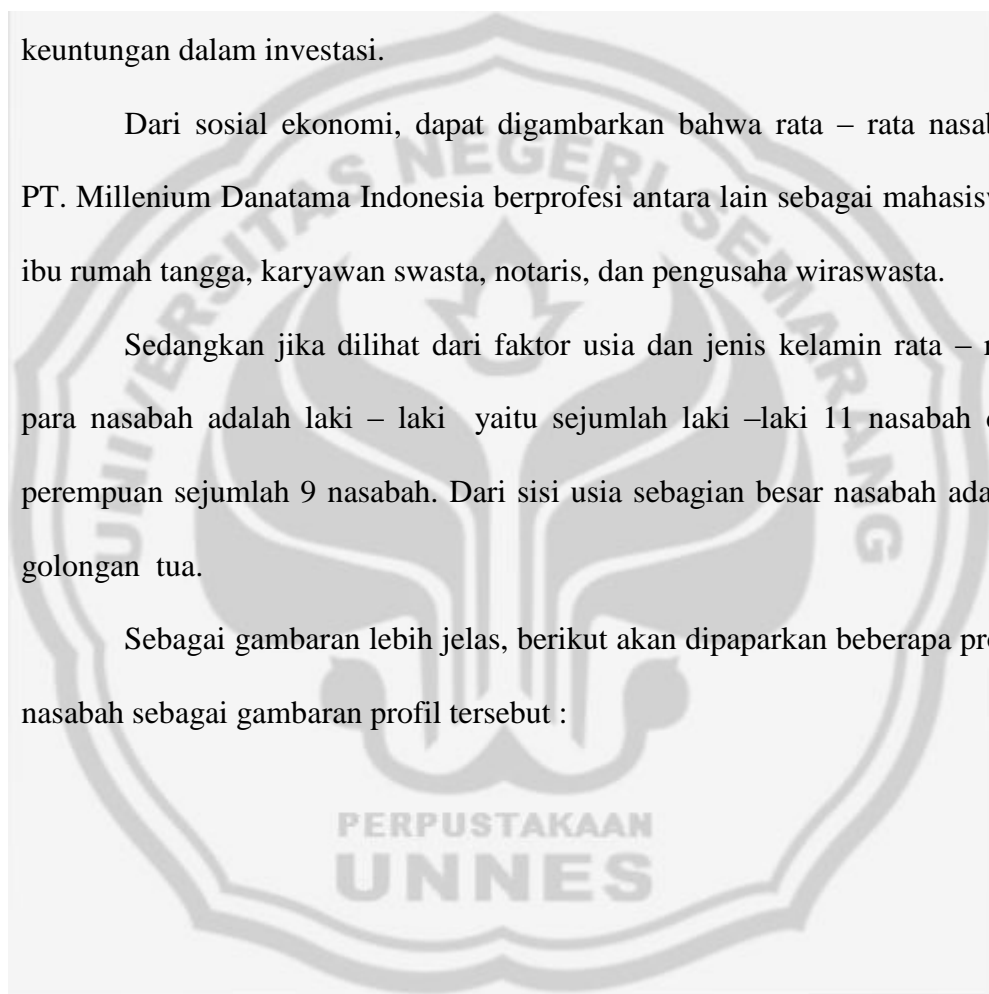 keuntungan dalam investasi.
Dari sosial ekonomi, dapat digambarkan bahwa rata – rata
PT. Millenium Danatama Indonesia berprofesi antara lain sebagai
ibu rumah tangga, karyawan swasta, notaris, dan pengusaha wiraswasta.
Sedangkan jika dilihat dari faktor usia dan jenis kelamin rata –
para nasabah adalah laki – laki yaitu sejumlah laki –laki 11 nasabah
perempuan sejumlah 9 nasabah. Dari sisi usia sebagian besar nasabah
golongan tua.
Sebagai gambaran lebih jelas, berikut akan dipaparkan beberapa
nasabah sebagai gambaran profil tersebut :
UNIVERSITAS NEGERI SEMARANG
PERPUSTAKAAN
UNNES